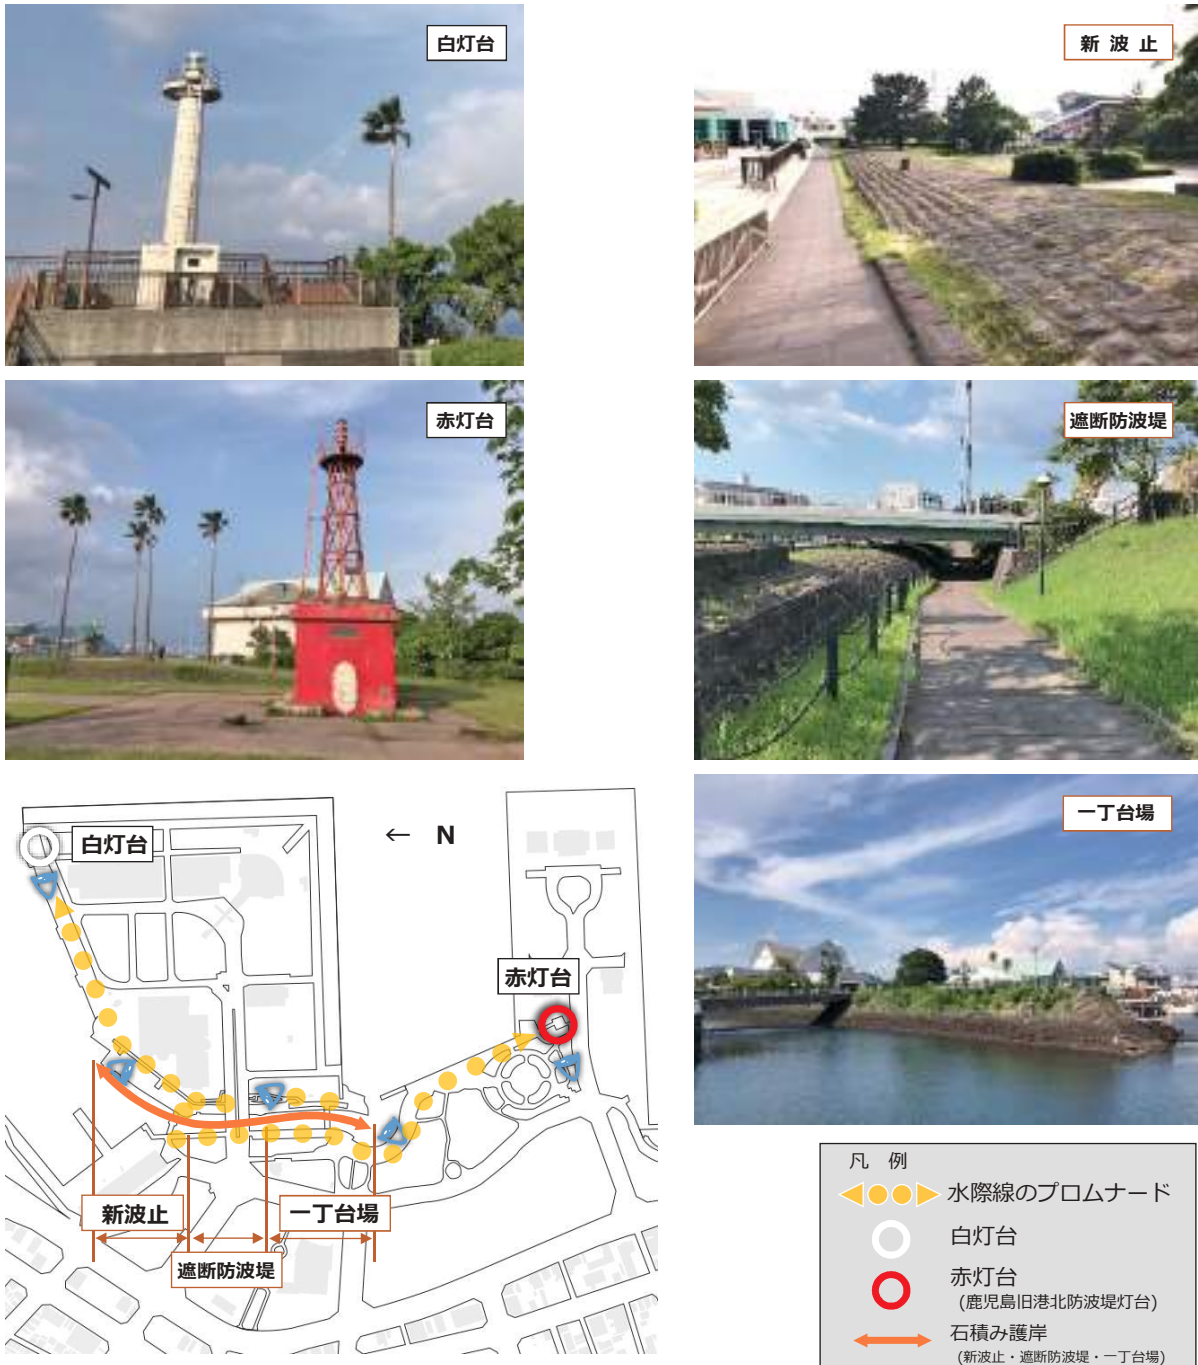 白灯台
新波止
赤灯台
遮断防波堤
白灯台
← N
赤灯台
一丁台場
新波止
一丁台場
遮断防波堤
凡 例
水際線のプロムナード
白灯台
赤灯台
(鹿児島旧港北防波堤灯台)
石積み護岸
(新波止・遮断防波堤・一丁台場)